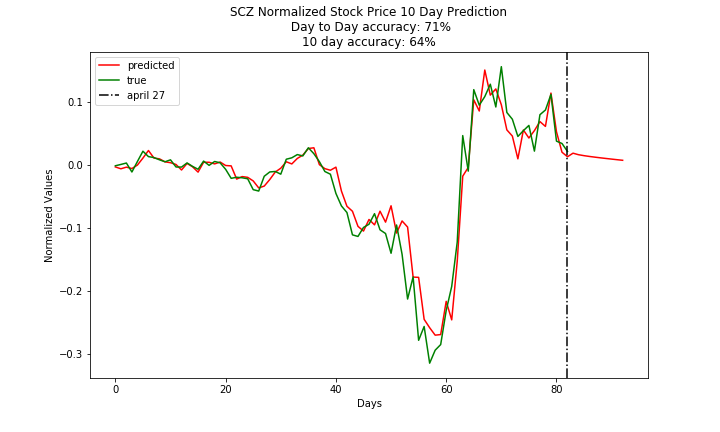 SCZ Normalized Stock Price 10 Day Prediction
Day to Day accuracy: 71%
10 day accuracy: 64%
predicted
true
april 27
0.1
0.0
−0.1
−0.2
−0.3
Normalized Values
0 20 40 60 80
Days